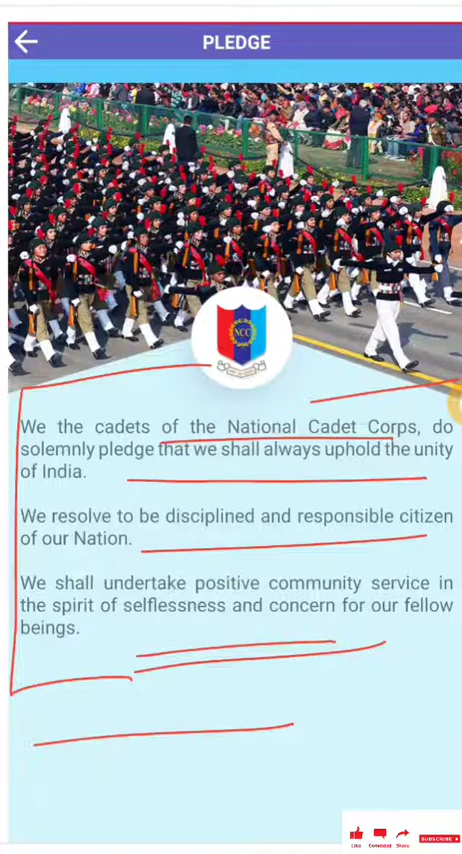 PLEDGE
NCC
We the cadets of the National Cadet Corps, do
solemnly pledge that we shall always uphold the unity
of India.
We resolve to be disciplined and responsible citizen
of our Nation.
We shall undertake positive community service in
the spirit of selflessness and concern for our fellow
beings.
Like Comment Share SUBSCRIBE